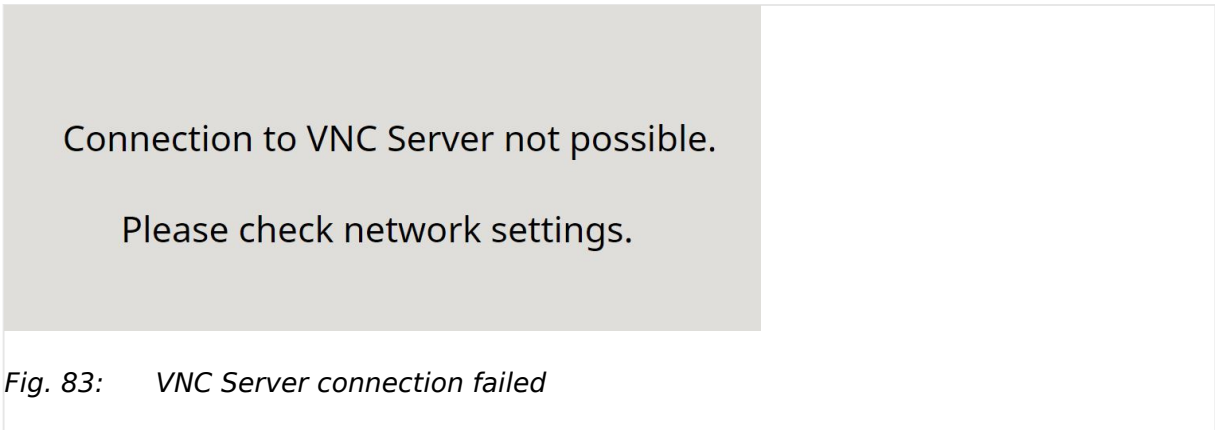 Connection to VNC Server not possible.
Please check network settings.
Fig. 83: VNC Server connection failed